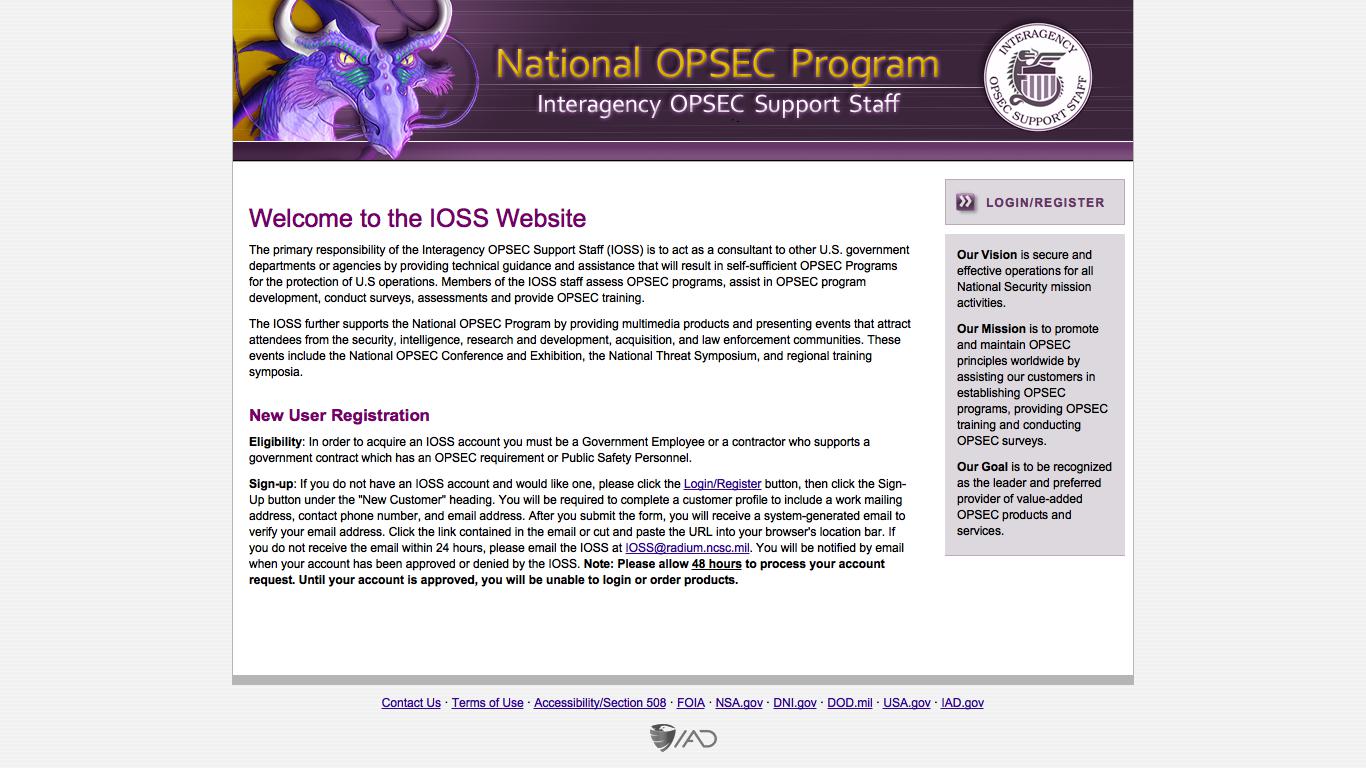 National OPSEC Program
Interagency OPSEC Support Staff
INTERAGENCY
OPSEC SUPPORT STAFF
LOGIN/REGISTER
Welcome to the IOSS Website
The primary responsibility of the Interagency OPSEC Support Staff (IOSS) is to act as a consultant to other U.S. government
departments or agencies by providing technical guidance and assistance that will result in self-sufficient OPSEC Programs
for the protection of U.S operations. Members of the IOSS staff assess OPSEC programs, assist in OPSEC program
development, conduct surveys, assessments and provide OPSEC training.
The IOSS further supports the National OPSEC Program by providing multimedia products and presenting events that attract
attendees from the security, intelligence, research and development, acquisition, and law enforcement communities. These
events include the National OPSEC Conference and Exhibition, the National Threat Symposium, and regional training
symposia.
New User Registration
Eligibility: In order to acquire an IOSS account you must be a Government Employee or a contractor who supports a
government contract which has an OPSEC requirement or Public Safety Personnel.
Sign-up: If you do not have an IOSS account and would like one, please click the Login/Register button, then click the Sign-
Up button under the "New Customer" heading. You will be required to complete a customer profile to include a work mailing
address, contact phone number, and email address. After you submit the form, you will receive a system-generated email to
verify your email address. Click the link contained in the email or cut and paste the URL into your browser's location bar. If
you do not receive the email within 24 hours, please email the IOSS at IOSS@radium.ncsc.mil. You will be notified by email
when your account has been approved or denied by the IOSS. Note: Please allow 48 hours to process your account
request. Until your account is approved, you will be unable to login or order products.
Our Vision is secure and
effective operations for all
National Security mission
activities.
Our Mission is to promote
and maintain OPSEC
principles worldwide by
assisting our customers in
establishing OPSEC
programs, providing OPSEC
training and conducting
OPSEC surveys.
Our Goal is to be recognized
as the leader and preferred
provider of value-added
OPSEC products and
services.
Contact Us · Terms of Use · Accessibility/Section 508 · FOIA · NSA.gov · DNI.gov · DOD.mil · USA.gov · IAD.gov
IAD